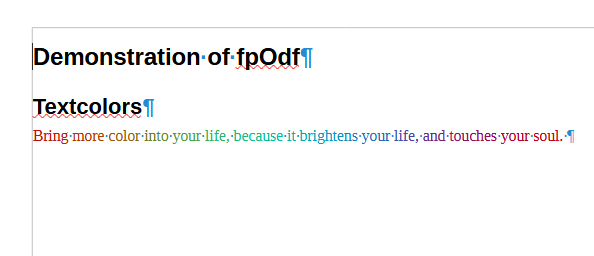 Demonstration of fpOdf
Textcolors
Bring more color into your life, because it brightens your life, and touches your soul.